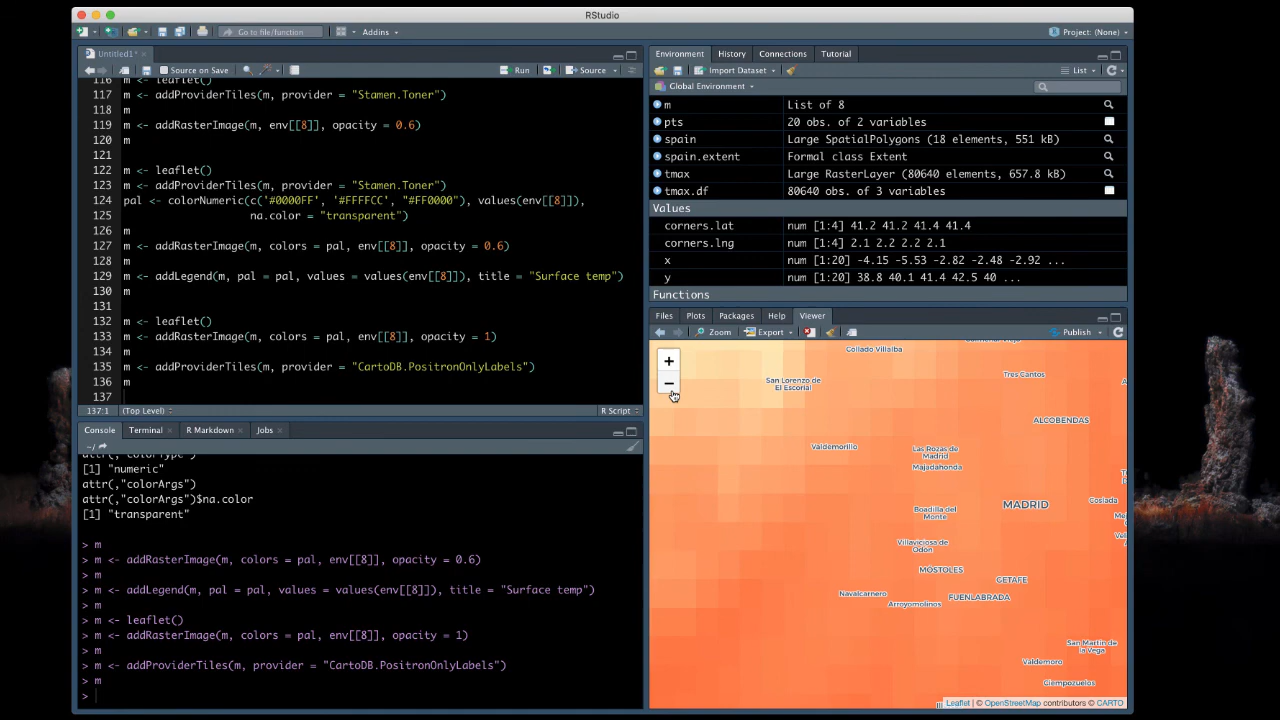 RStudio
Go to file/function
Addins
Project: (None)
Untitled1*
Source on Save
Run
Source
116 m <- leaflet()
117 m <- addProviderTiles(m, provider = "Stamen.Toner")
118 m
119 m <- addRasterImage(m, env[[8]], opacity = 0.6)
120 m
121
122 m <- leaflet()
123 m <- addProviderTiles(m, provider = "Stamen.Toner")
124 pal <- colorNumeric(c('#0000FF', '#FFFFCC', "#FF0000"), values(env[[8]]),
125 na.color = "transparent")
126 m
127 m <- addRasterImage(m, colors = pal, env[[8]], opacity = 0.6)
128 m
129 m <- addLegend(m, pal = pal, values = values(env[[8]]), title = "Surface temp")
130 m
131
132 m <- leaflet()
133 m <- addRasterImage(m, colors = pal, env[[8]], opacity = 1)
134 m
135 m <- addProviderTiles(m, provider = "CartoDB.PositronOnlyLabels")
136 m
137
137:1 (Top Level) R Script
Console Terminal R Markdown Jobs
~/
attr(,"colorType")
[1] "numeric"
attr(,"colorArgs")
attr(,"colorArgs")$na.color
[1] "transparent"
> m
> m <- addRasterImage(m, colors = pal, env[[8]], opacity = 0.6)
> m
> m <- addLegend(m, pal = pal, values = values(env[[8]]), title = "Surface temp")
> m
> m <- leaflet()
> m <- addRasterImage(m, colors = pal, env[[8]], opacity = 1)
> m
> m <- addProviderTiles(m, provider = "CartoDB.PositronOnlyLabels")
> m
>
Environment History Connections Tutorial
Import Dataset List
Global Environment
m List of 8
pts 20 obs. of 2 variables
spain Large SpatialPolygons (18 elements, 551 kB)
spain.extent Formal class Extent
tmax Large RasterLayer (80640 elements, 657.8 kB)
tmax.df 80640 obs. of 3 variables
Values
corners.lat num [1:4] 41.2 41.2 41.4 41.4
corners.lng num [1:4] 2.1 2.2 2.2 2.1
x num [1:20] -4.15 -5.53 -2.82 -2.48 -2.92 ...
y num [1:20] 38.8 40.1 41.4 42.5 40 ...
Functions
Files Plots Packages Help Viewer
Zoom Export Publish
+
−
Collado Villalba
San Lorenzo de
El Escorial
Tres Cantos
ALCOBENDAS
Valdemorillo
Las Rozas de
Madrid
Majadahonda
MADRID
Coslada
Boadilla del
Monte
Villaviciosa de
Odon
MÓSTOLES
GETAFE
Navalcarnero
FUENLABRADA
Arroyomolinos
San Martin de
la Vega
Valdemoro
Ciempozuelos
Leaflet | © OpenStreetMap contributors © CARTO